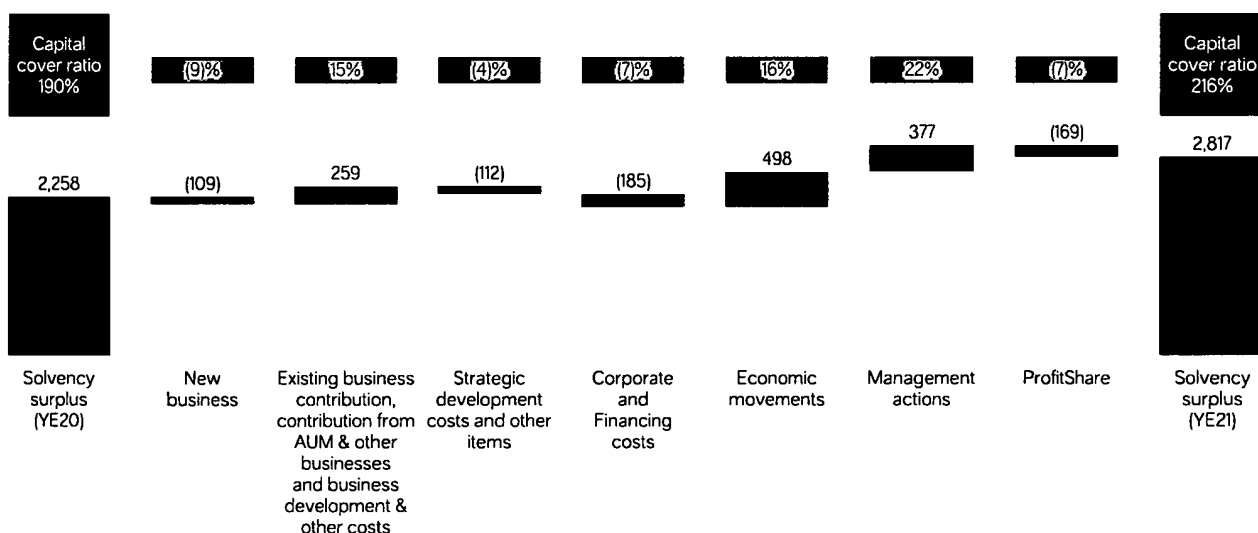 Capital
cover ratio
190%
(9)%
15%
(4)%
(7)%
16%
22%
(7)%
Capital
cover ratio
216%
2,258
(109)
259
(112)
(185)
498
377
(169)
2,817
Solvency
surplus
(YE20)
New
business
Existing business
contribution,
contribution from
AUM & other
businesses
and business
development &
other costs
Strategic
development
costs and other
items
Corporate
and
Financing
costs
Economic
movements
Management
actions
ProfitShare
Solvency
surplus
(YE21)